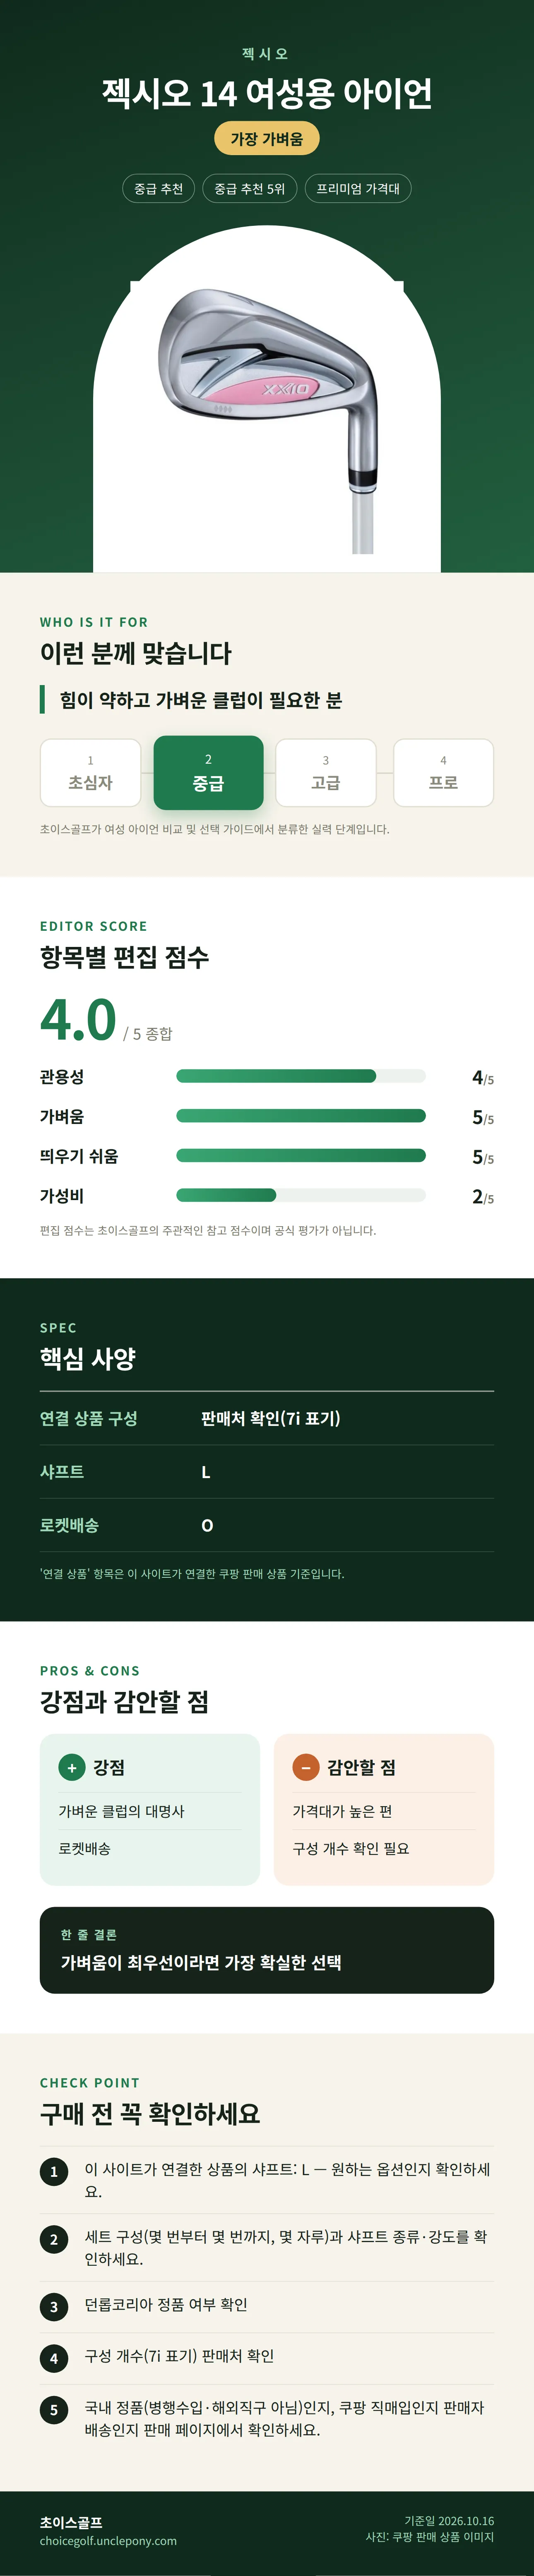 젝시오
젝시오 14 여성용 아이언
가장 가벼움
중급 추천
중급 추천 5위
프리미엄 가격대
XXIO
WHO IS IT FOR
이런 분께 맞습니다
힘이 약하고 가벼운 클럽이 필요한 분
1
초심자
2
중급
3
고급
4
프로
초이스골프가 여성 아이언 비교 및 선택 가이드에서 분류한 실력 단계입니다.
EDITOR SCORE
항목별 편집 점수
4.0 / 5 종합
관용성 4/5
가벼움 5/5
띄우기 쉬움 5/5
가성비 2/5
편집 점수는 초이스골프의 주관적인 참고 점수이며 공식 평가가 아닙니다.
SPEC
핵심 사양
연결 상품 구성 판매처 확인(7i 표기)
샤프트 L
로켓배송 O
'연결 상품' 항목은 이 사이트가 연결한 쿠팡 판매 상품 기준입니다.
PROS & CONS
강점과 감안할 점
+ 강점
가벼운 클럽의 대명사
로켓배송
− 감안할 점
가격대가 높은 편
구성 개수 확인 필요
한 줄 결론
가벼움이 최우선이라면 가장 확실한 선택
CHECK POINT
구매 전 꼭 확인하세요
1 이 사이트가 연결한 상품의 샤프트: L — 원하는 옵션인지 확인하세
요.
2 세트 구성(몇 번부터 몇 번까지, 몇 자루)과 샤프트 종류·강도를 확
인하세요.
3 던롭코리아 정품 여부 확인
4 구성 개수(7i 표기) 판매처 확인
5 국내 정품(병행수입·해외직구 아님)인지, 쿠팡 직매입인지 판매자
배송인지 판매 페이지에서 확인하세요.
초이스골프
choicegolf.unclepony.com
기준일 2026.10.16
사진: 쿠팡 판매 상품 이미지